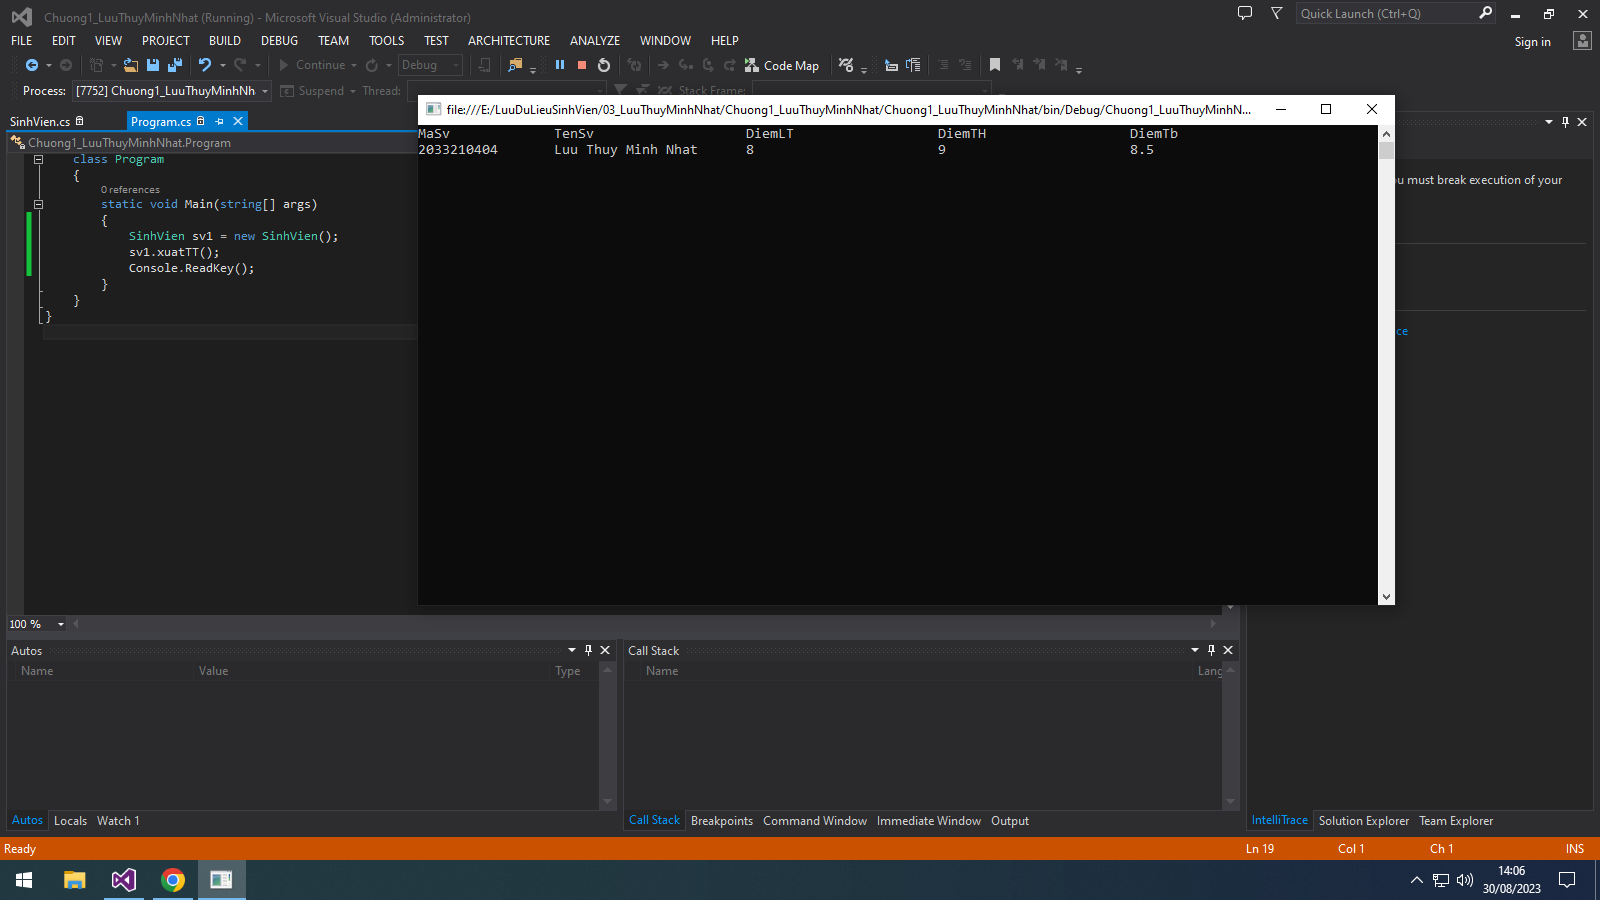 Chuong1_LuuThuyMinhNhat (Running) - Microsoft Visual Studio (Administrator)
Quick Launch (Ctrl+Q)
FILE EDIT VIEW PROJECT BUILD DEBUG TEAM TOOLS TEST ARCHITECTURE ANALYZE WINDOW HELP
Sign in
Continue Debug Code Map
Process: [7752] Chuong1_LuuThuyMinhNh Suspend Thread: Stack Frame:
SinhVien.cs Program.cs
Chuong1_LuuThuyMinhNhat.Program
class Program
{
0 references
static void Main(string[] args)
{
SinhVien sv1 = new SinhVien();
sv1.xuatTT();
Console.ReadKey();
}
}
}
file:///E:/LuuDuLieuSinhVien/03_LuuThuyMinhNhat/Chuong1_LuuThuyMinhNhat/Chuong1_LuuThuyMinhNhat/bin/Debug/Chuong1_LuuThuyMinhN...
MaSv TenSv DiemLT DiemTH DiemTb
2033210404 Luu Thuy Minh Nhat 8 9 8.5
u must break execution of your
ce
100 %
Autos
Name Value Type
Call Stack
Name Lang
Autos Locals Watch 1
Call Stack Breakpoints Command Window Immediate Window Output
IntelliTrace Solution Explorer Team Explorer
Ready Ln 19 Col 1 Ch 1 INS
14:06
30/08/2023